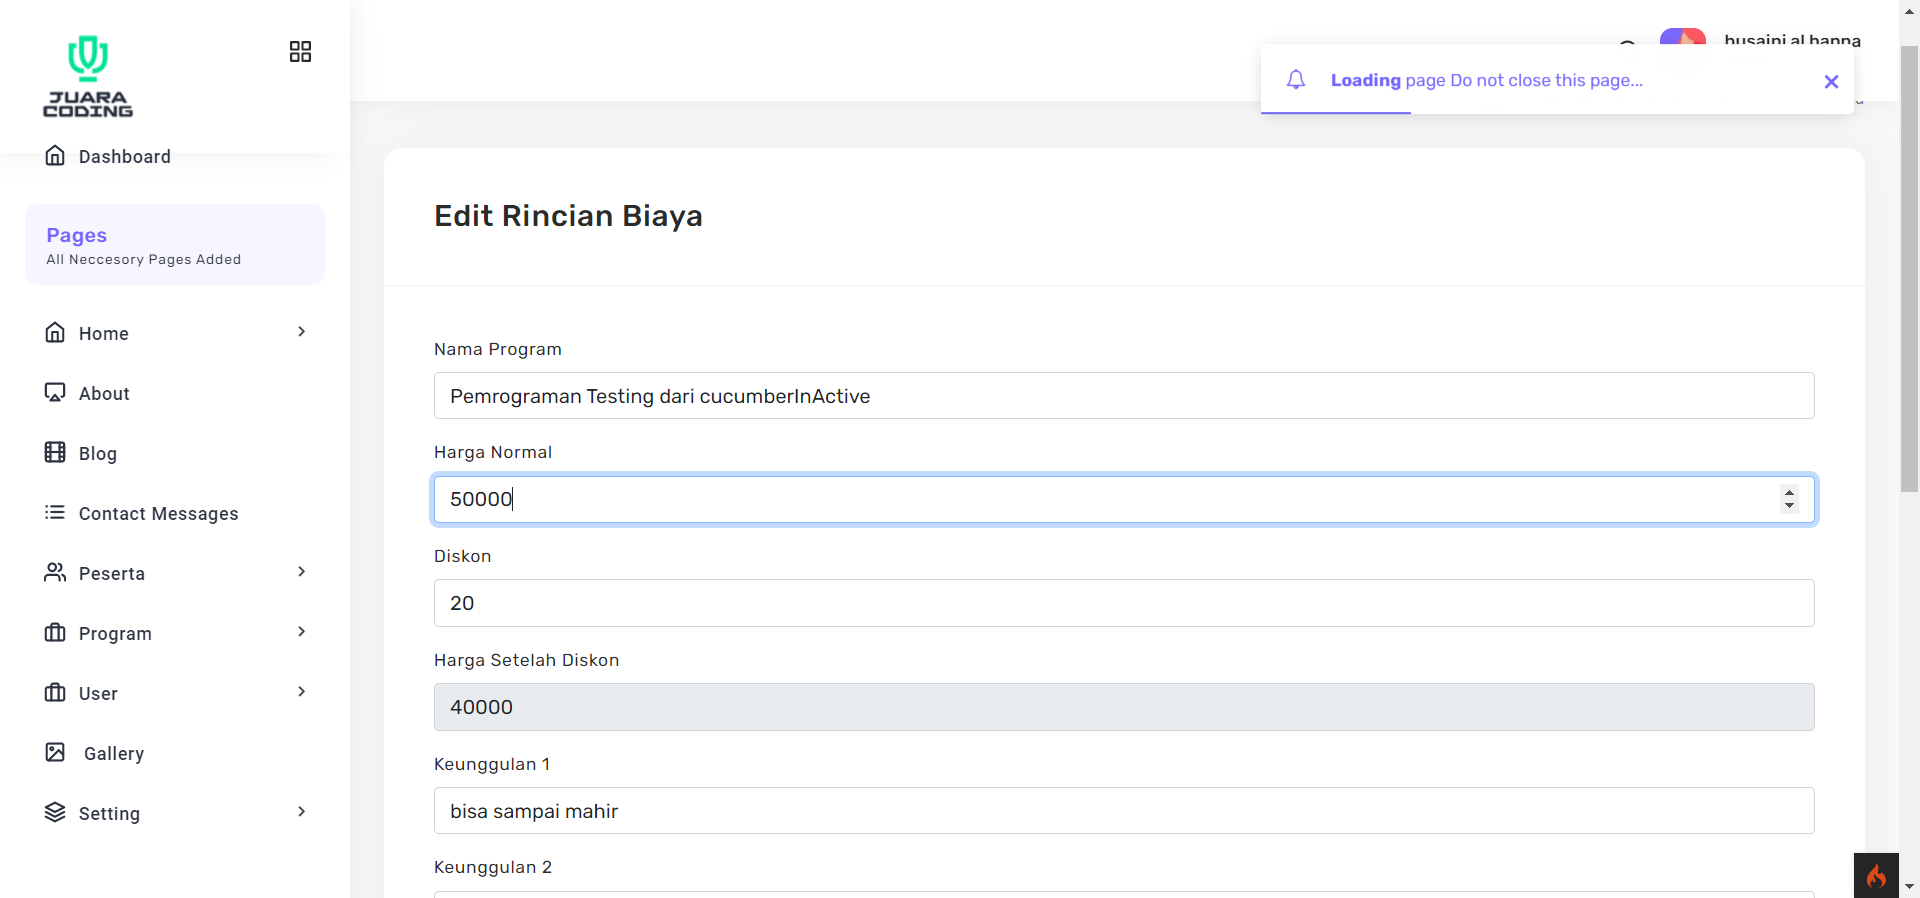 JUARA
CODING
husaini al banna
Loading page Do not close this page...
Dashboard
Pages
All Neccesory Pages Added
Home
About
Blog
Contact Messages
Peserta
Program
User
Gallery
Setting
Edit Rincian Biaya
Nama Program
Pemrograman Testing dari cucumberInActive
Harga Normal
50000
Diskon
20
Harga Setelah Diskon
40000
Keunggulan 1
bisa sampai mahir
Keunggulan 2